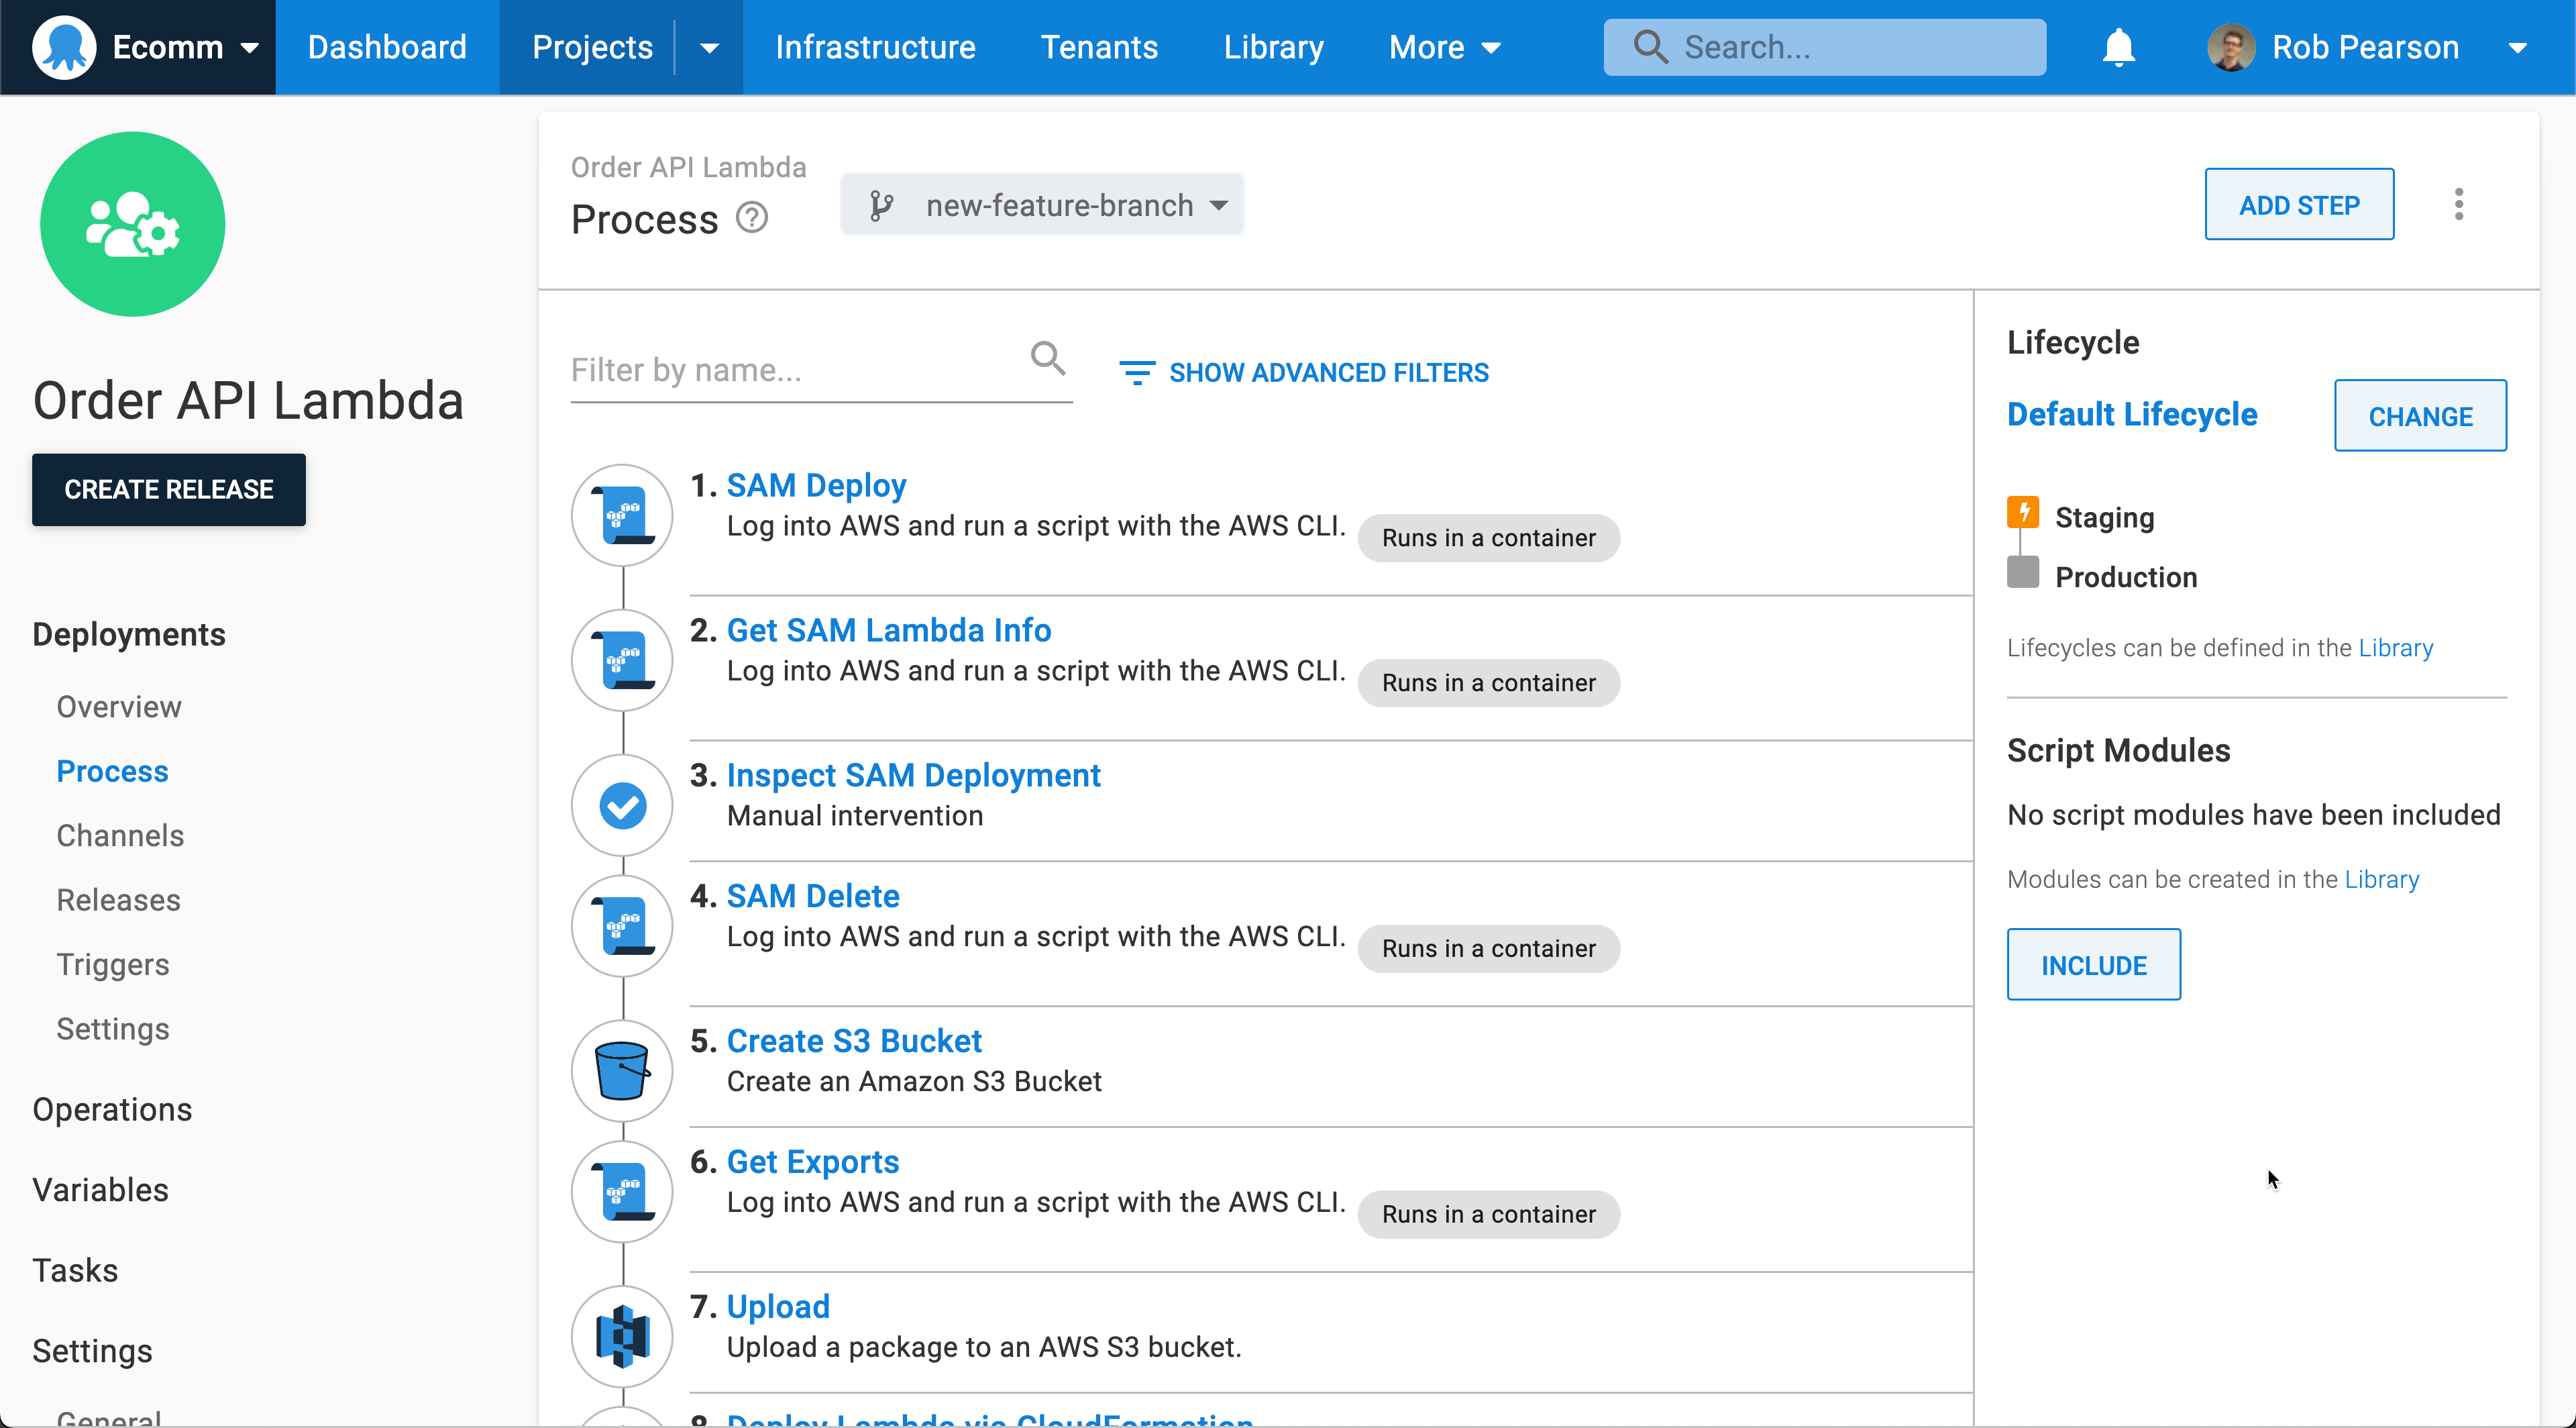 Ecomm
Dashboard
Projects
Infrastructure
Tenants
Library
More
Search...
Rob Pearson
Order API Lambda
CREATE RELEASE
Deployments
Overview
Process
Channels
Releases
Triggers
Settings
Operations
Variables
Tasks
Settings
General
Order API Lambda
Process
new-feature-branch
ADD STEP
Filter by name...
SHOW ADVANCED FILTERS
1. SAM Deploy
Log into AWS and run a script with the AWS CLI. Runs in a container
2. Get SAM Lambda Info
Log into AWS and run a script with the AWS CLI. Runs in a container
3. Inspect SAM Deployment
Manual intervention
4. SAM Delete
Log into AWS and run a script with the AWS CLI. Runs in a container
5. Create S3 Bucket
Create an Amazon S3 Bucket
6. Get Exports
Log into AWS and run a script with the AWS CLI. Runs in a container
7. Upload
Upload a package to an AWS S3 bucket.
8. Deploy Lambda via CloudFormation
Lifecycle
Default Lifecycle
CHANGE
Staging
Production
Lifecycles can be defined in the Library
Script Modules
No script modules have been included
Modules can be created in the Library
INCLUDE